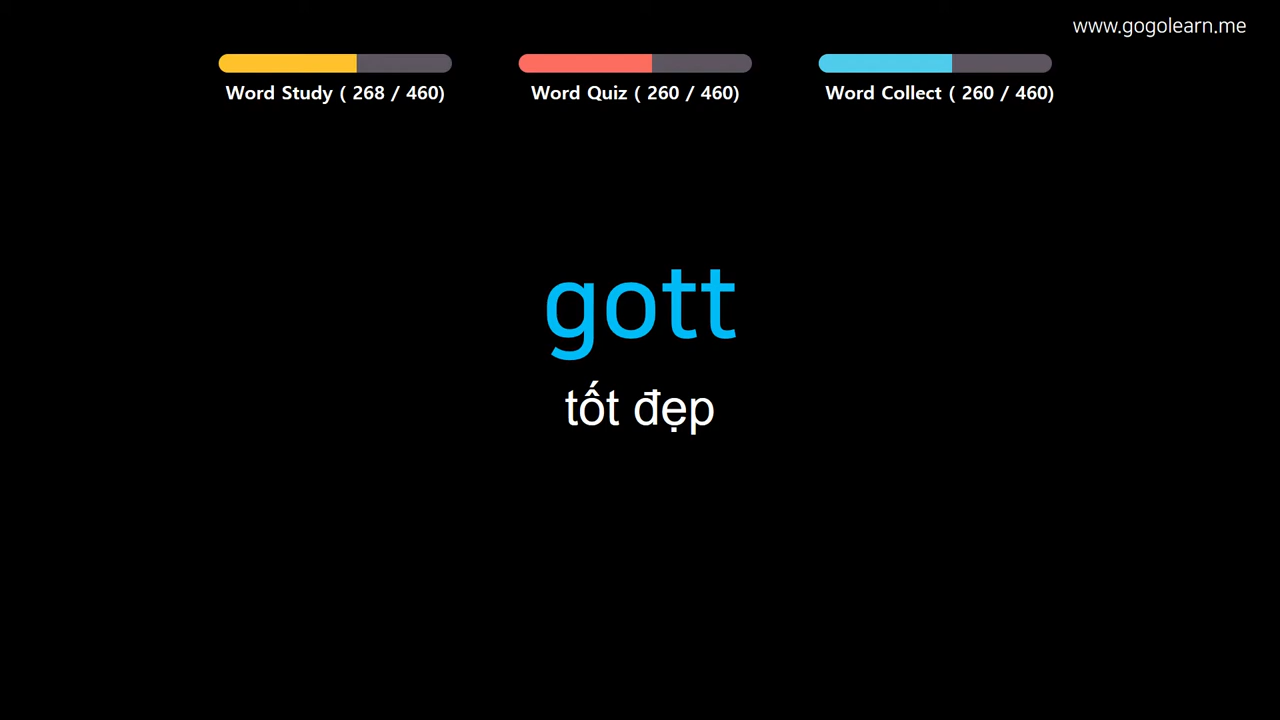 www.gogolearn.me
Word Study ( 268 / 460)
Word Quiz ( 260 / 460)
Word Collect ( 260 / 460)
gott
tốt đẹp